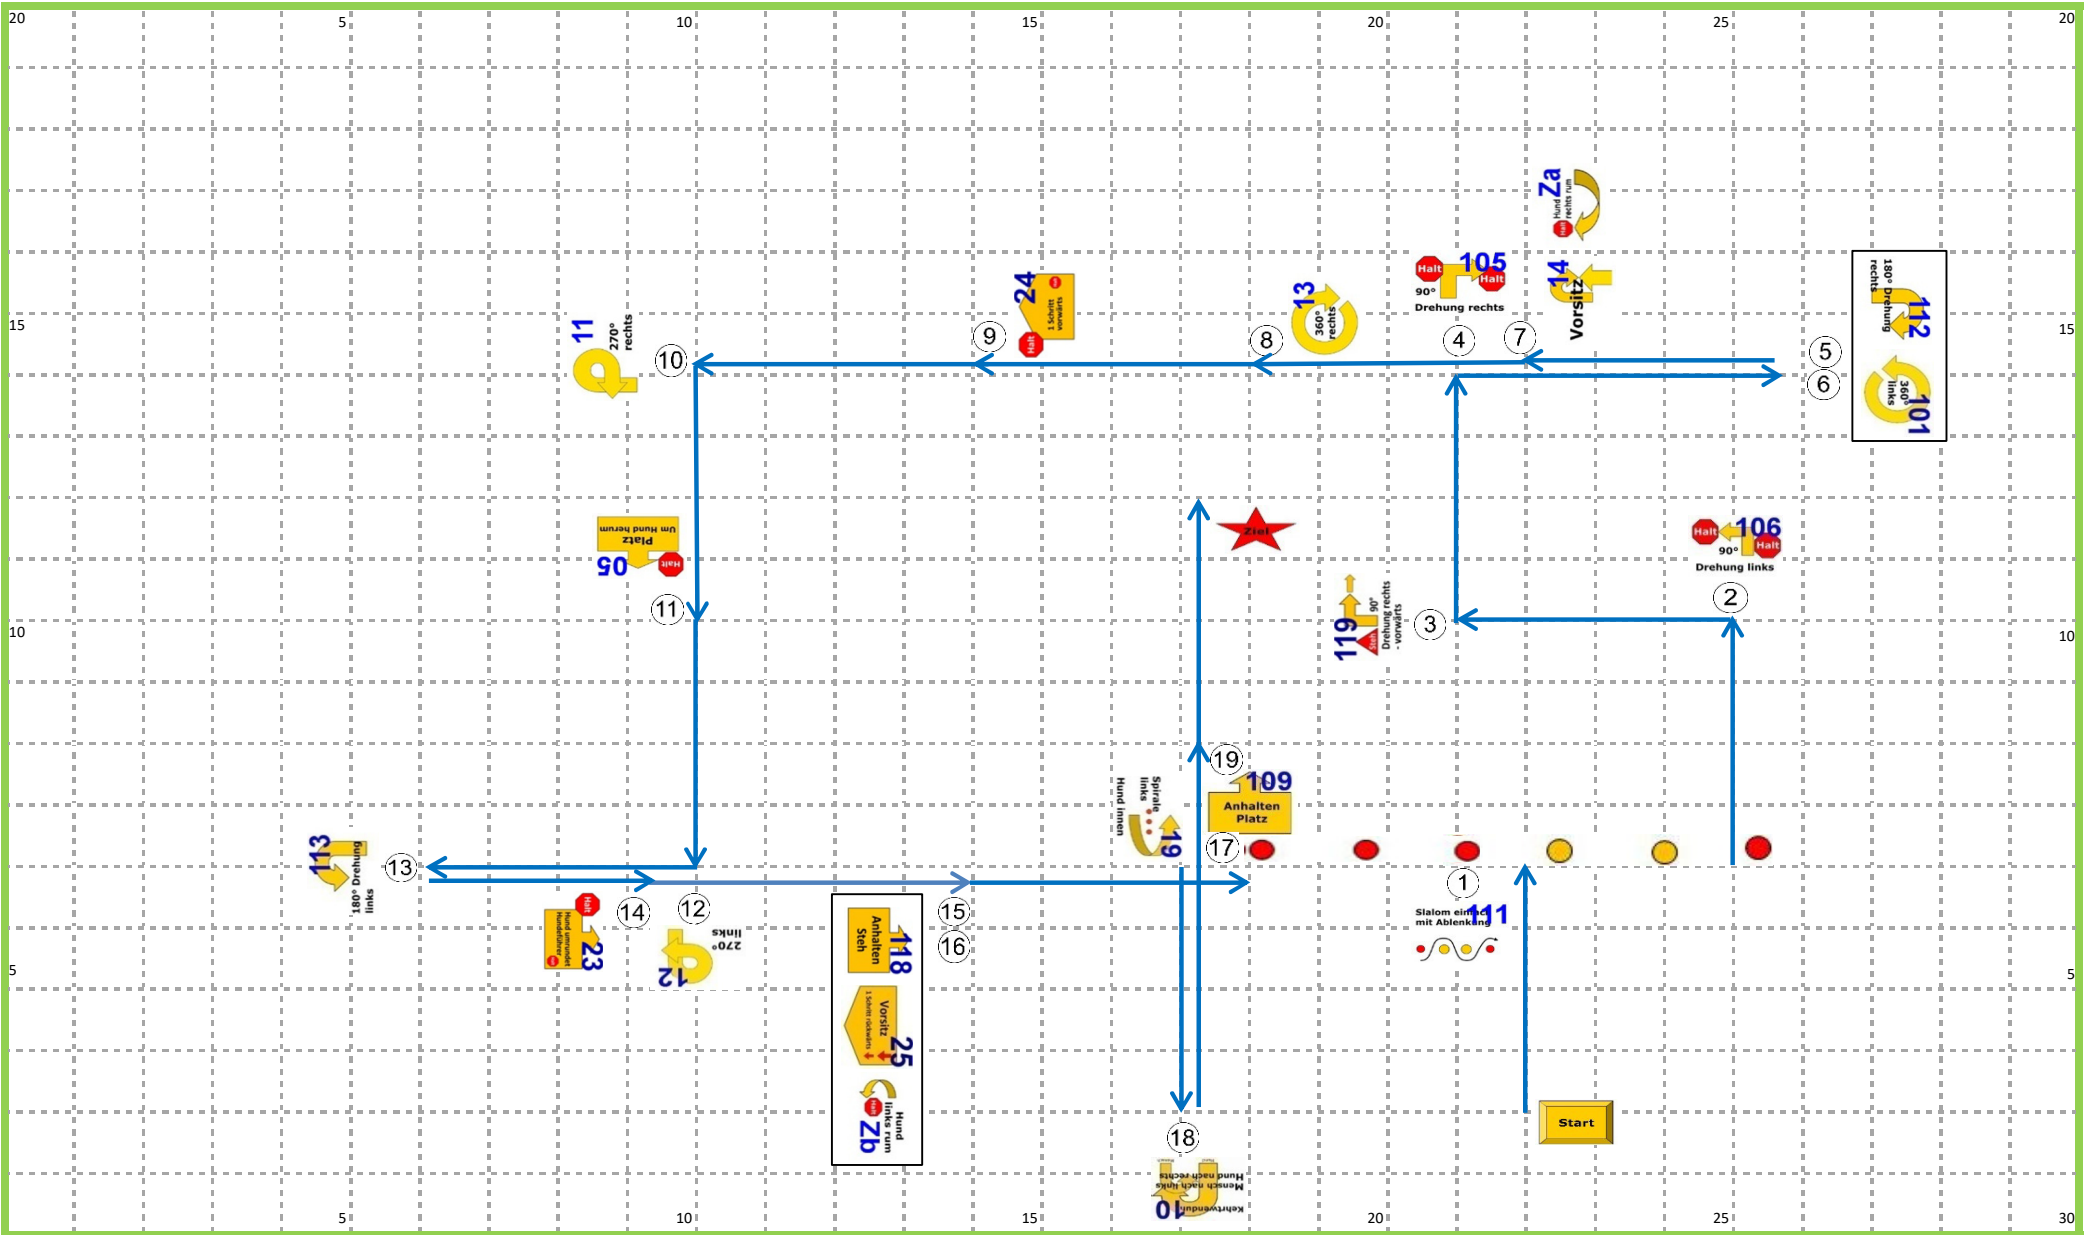 20 5 10 15 20 25 20
Za
Hund
rechts rum
Halt
14
Vorsitz
Halt 105
Halt
90°
Drehung rechts
13
360°
rechts
24
1 Schritt
vorwärts
Halt
11
270°
rechts
180° Drehung
rechts
112
360°
links
101
15 15
9 8 4 7 5
10 6
Um Hund herum
Platz
Halt
05
Ziel
Halt 106
90° Halt
Drehung links
119
90°
Drehung rechts
- vorwärts
11 3 2
10 10
19
109
Anhalten
Platz
Spirale
links
Hund innen
19
17
113
180° Drehung
links
13
1
Slalom einfach
mit Ablenkung
111
14 12 15
16
Halt
Hund umrundet
Hundeführer
23
270°
links
12
Anhalten
Steh
118
Vorsitz
1 Schritt rückwärts
25
Hund
links rum
Halt
Zb
5 5
Start
18
Hund nach rechts
Mensch nach links
Kehrtwendung
10
5 10 15 20 25 30